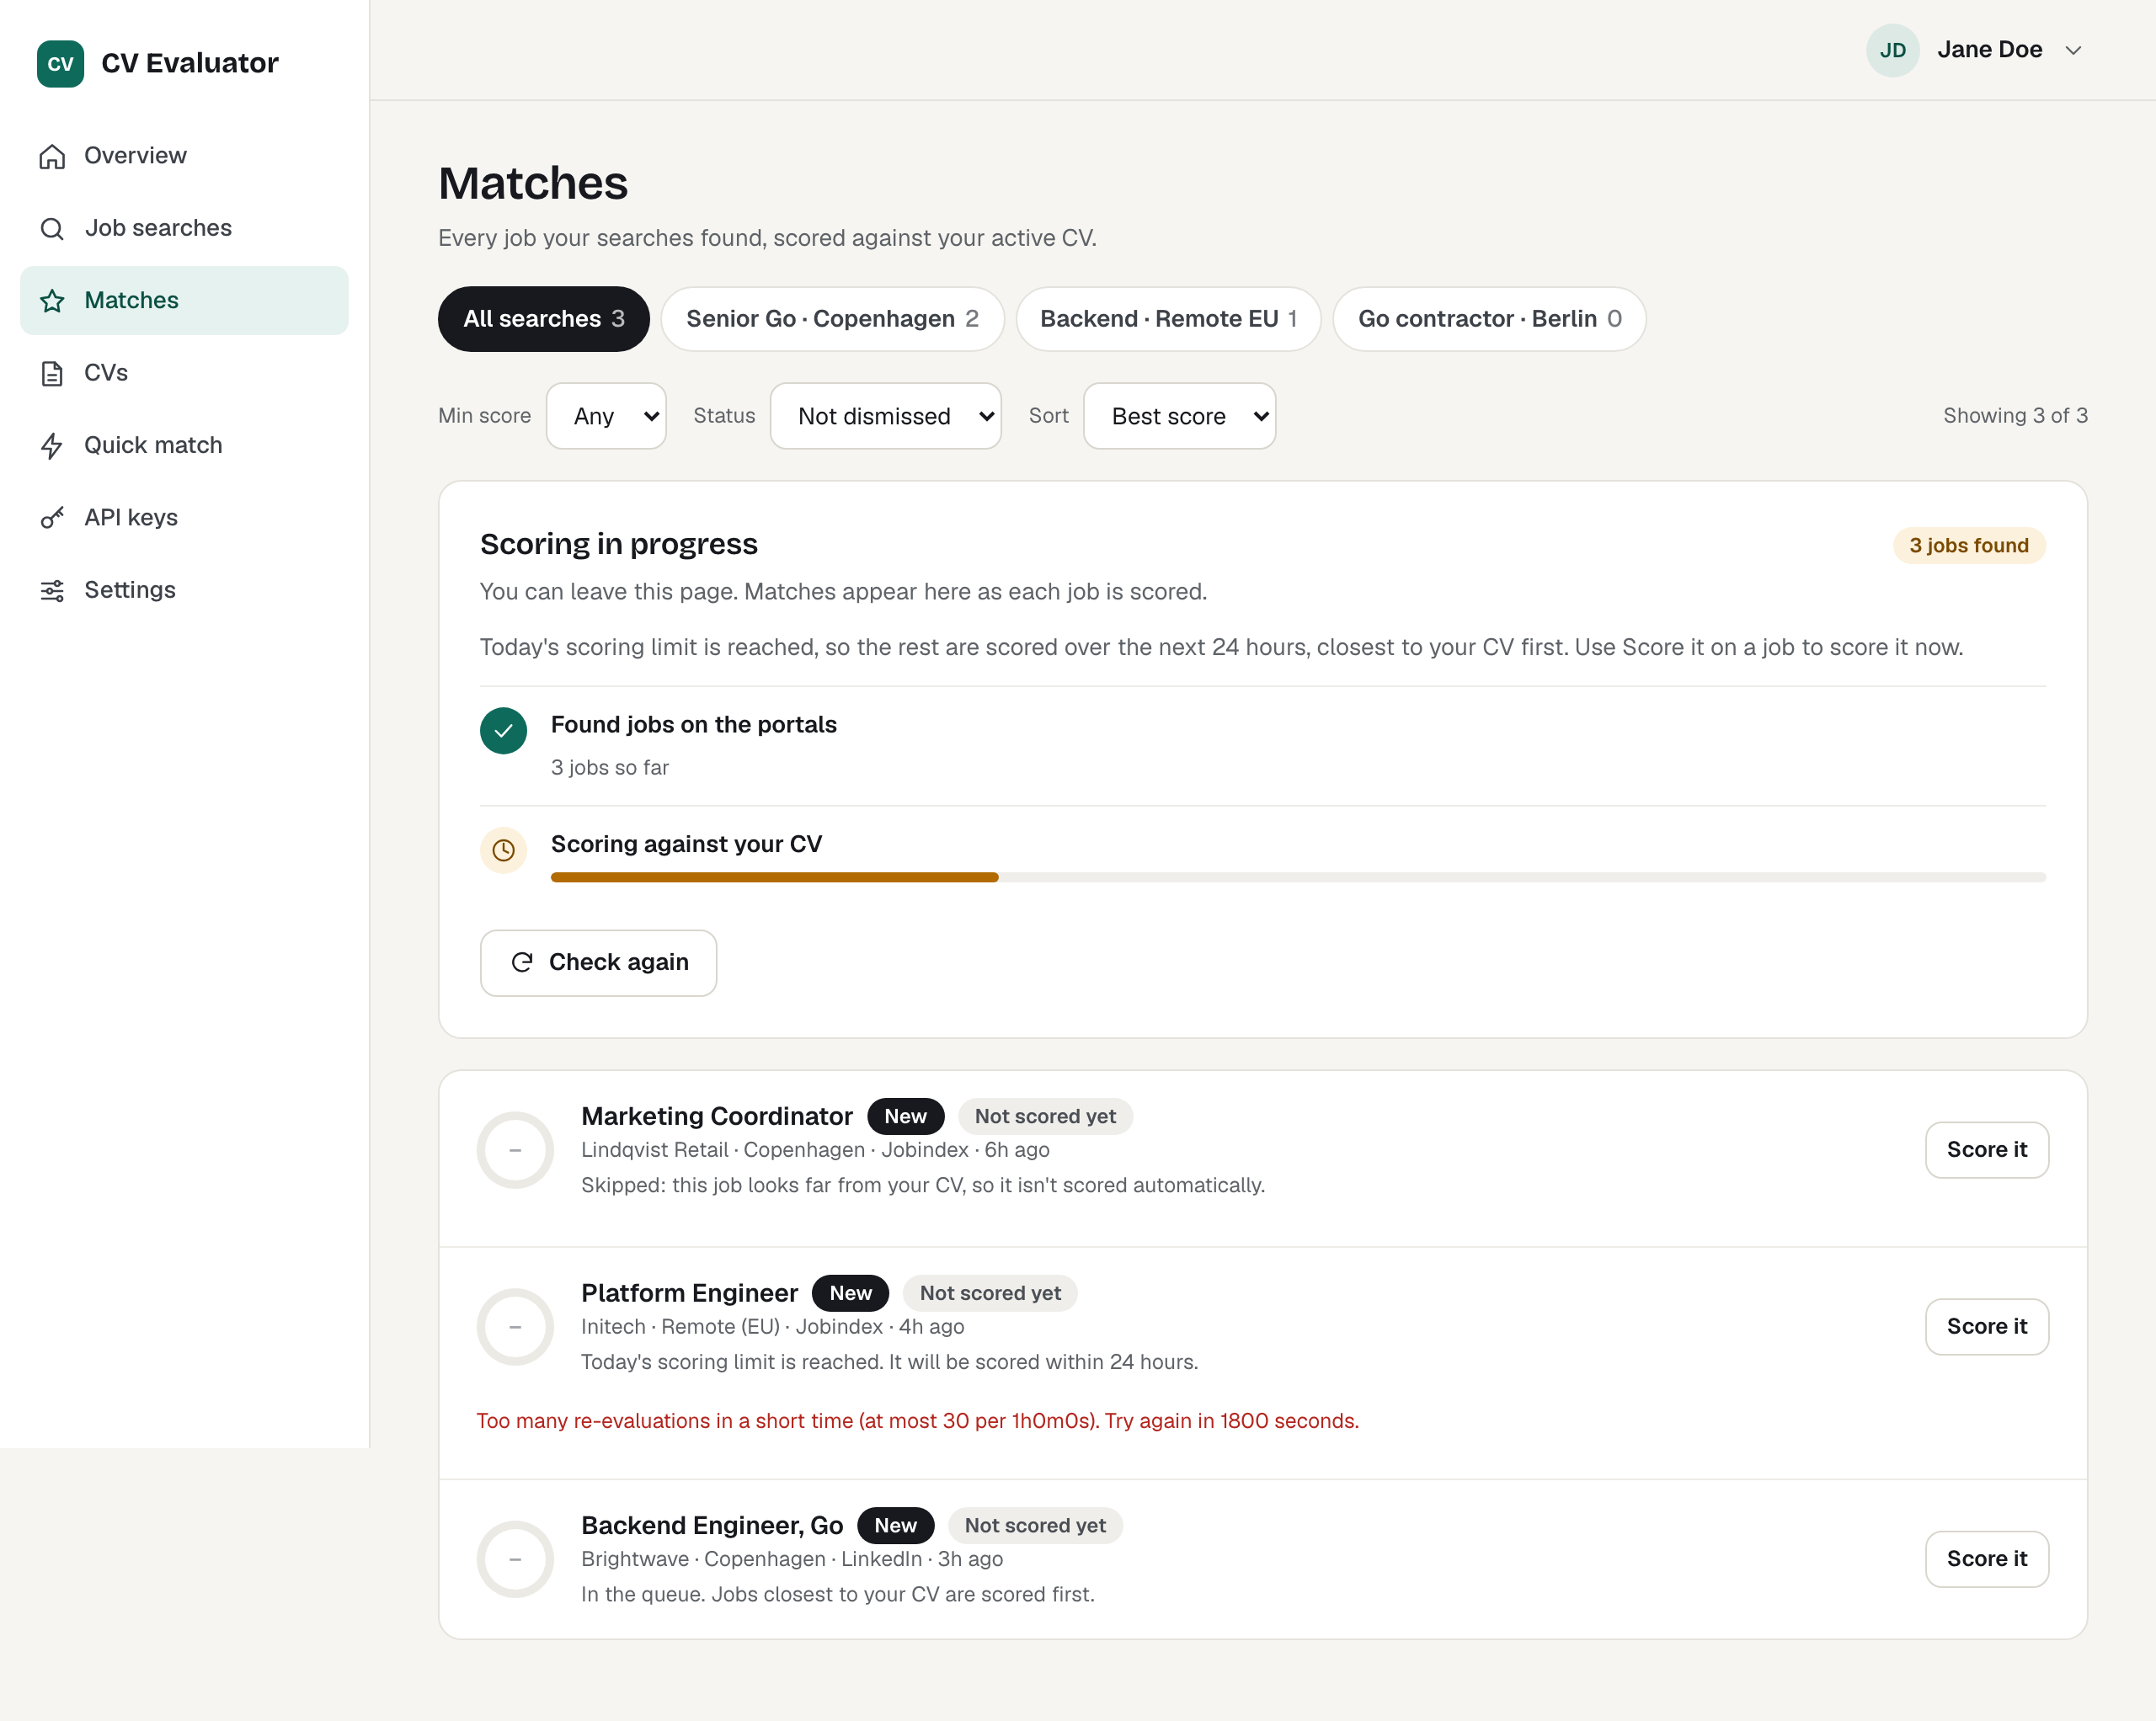 CV CV Evaluator
Overview
Job searches
Matches
CVs
Quick match
API keys
Settings
JD Jane Doe
Matches
Every job your searches found, scored against your active CV.
All searches 3 Senior Go · Copenhagen 2 Backend · Remote EU 1 Go contractor · Berlin 0
Min score Any Status Not dismissed Sort Best score Showing 3 of 3
Scoring in progress 3 jobs found
You can leave this page. Matches appear here as each job is scored.
Today's scoring limit is reached, so the rest are scored over the next 24 hours, closest to your CV first. Use Score it on a job to score it now.
Found jobs on the portals
3 jobs so far
Scoring against your CV
Check again
Marketing Coordinator New Not scored yet
Lindqvist Retail · Copenhagen · Jobindex · 6h ago
Skipped: this job looks far from your CV, so it isn't scored automatically.
– Score it
Platform Engineer New Not scored yet
Initech · Remote (EU) · Jobindex · 4h ago
Today's scoring limit is reached. It will be scored within 24 hours.
– Score it
Too many re-evaluations in a short time (at most 30 per 1h0m0s). Try again in 1800 seconds.
Backend Engineer, Go New Not scored yet
Brightwave · Copenhagen · LinkedIn · 3h ago
In the queue. Jobs closest to your CV are scored first.
– Score it